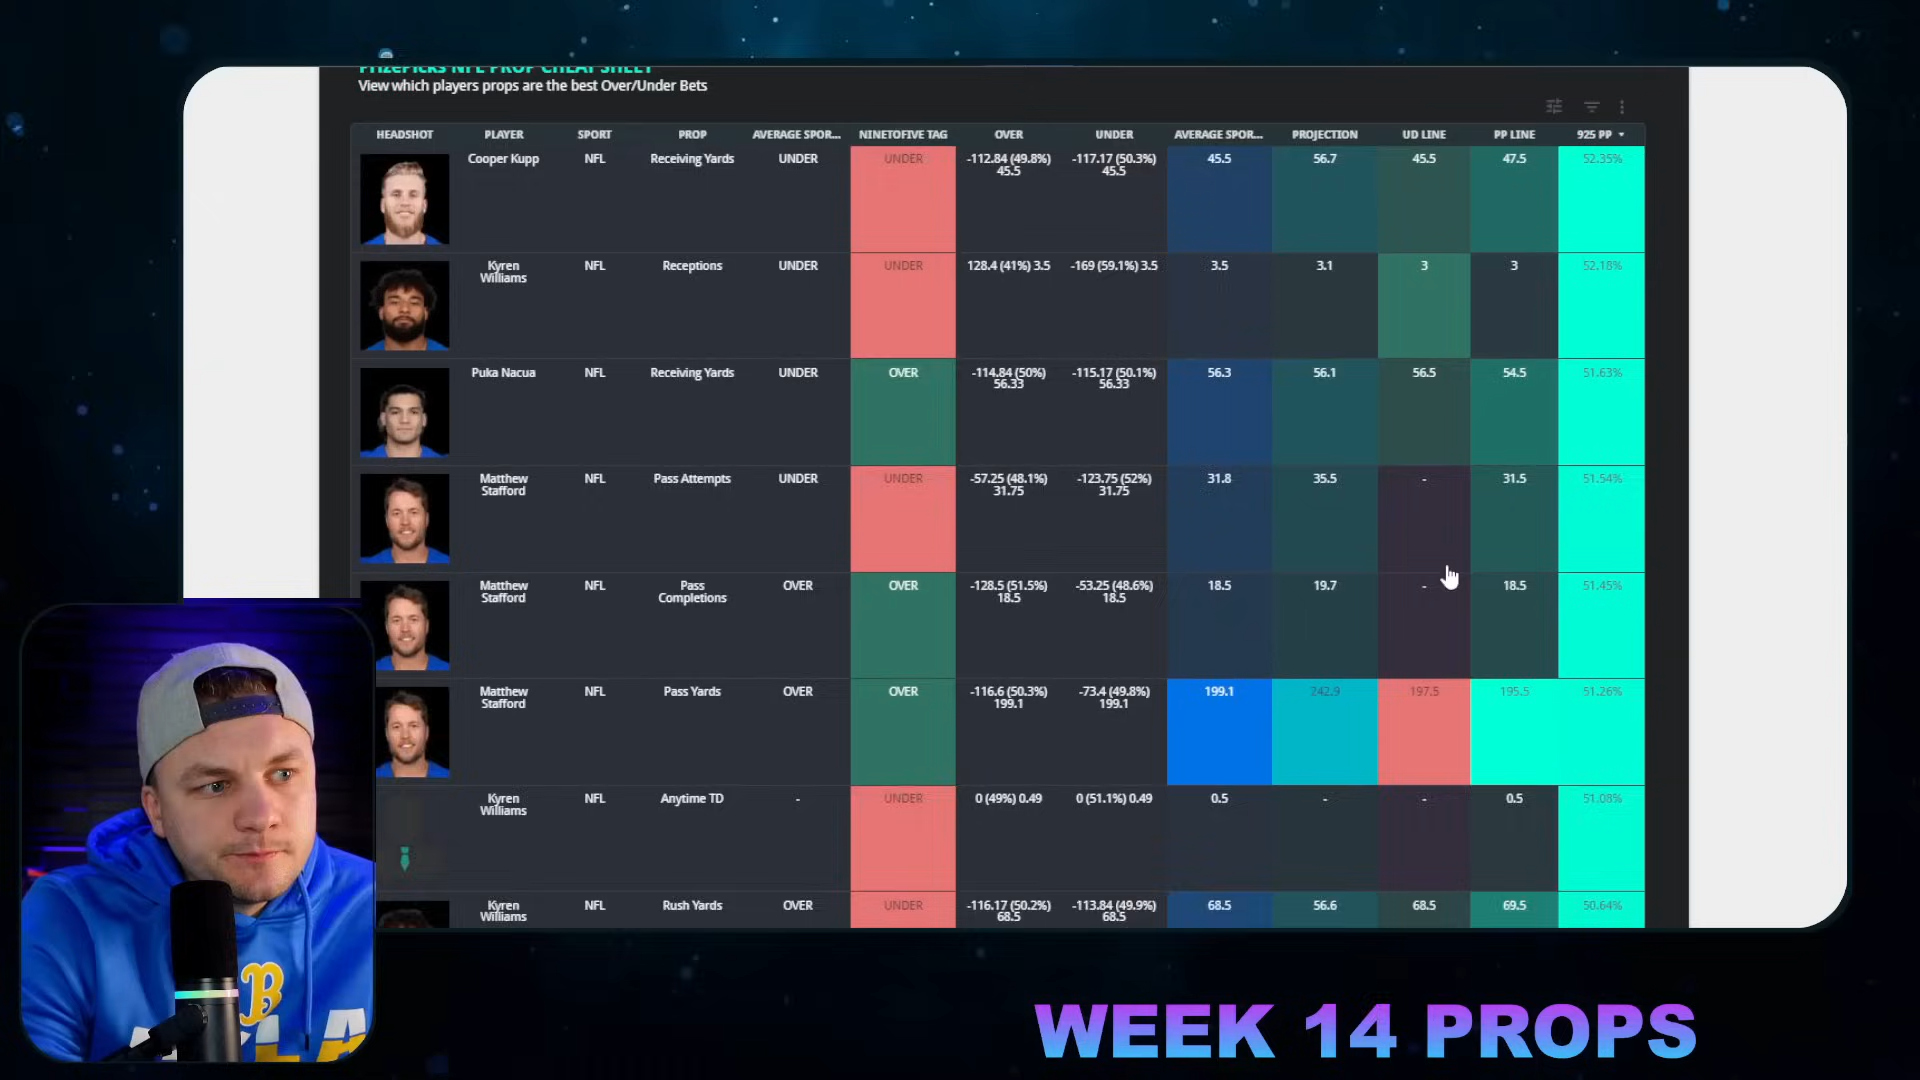 PrizePicks NFL PROP CHEAT SHEET
View which players props are the best Over/Under Bets
HEADSHOT PLAYER SPORT PROP AVERAGE SPOR... NINETOFIVE TAG OVER UNDER AVERAGE SPOR... PROJECTION UD LINE PP LINE 925 PP
Cooper Kupp NFL Receiving Yards UNDER UNDER -112.84 (49.8%) -117.17 (50.3%) 45.5 56.7 45.5 47.5 52.35%
45.5 45.5
Kyren NFL Receptions UNDER UNDER 128.4 (41%) 3.5 -169 (59.1%) 3.5 3.5 3.1 3 3 52.18%
Williams
Puka Nacua NFL Receiving Yards UNDER OVER -114.84 (50%) -115.17 (50.1%) 56.3 56.1 56.5 54.5 51.63%
56.33 56.33
Matthew NFL Pass Attempts UNDER UNDER -57.25 (48.1%) -123.75 (52%) 31.8 35.5 - 31.5 51.54%
Stafford 31.75 31.75
Matthew NFL Pass OVER OVER -128.5 (51.5%) -53.25 (48.6%) 18.5 19.7 - 18.5 51.45%
Stafford Completions 18.5 18.5
Matthew NFL Pass Yards OVER OVER -116.6 (50.3%) -73.4 (49.8%) 199.1 242.9 197.5 195.5 51.26%
Stafford 199.1 199.1
Kyren NFL Anytime TD - UNDER 0 (49%) 0.49 0 (51.1%) 0.49 0.5 - - 0.5 51.08%
Williams
Kyren NFL Rush Yards OVER UNDER -116.17 (50.2%) -113.84 (49.9%) 68.5 56.6 68.5 69.5 50.64%
Williams 68.5 68.5
B
LA
WEEK 14 PROPS